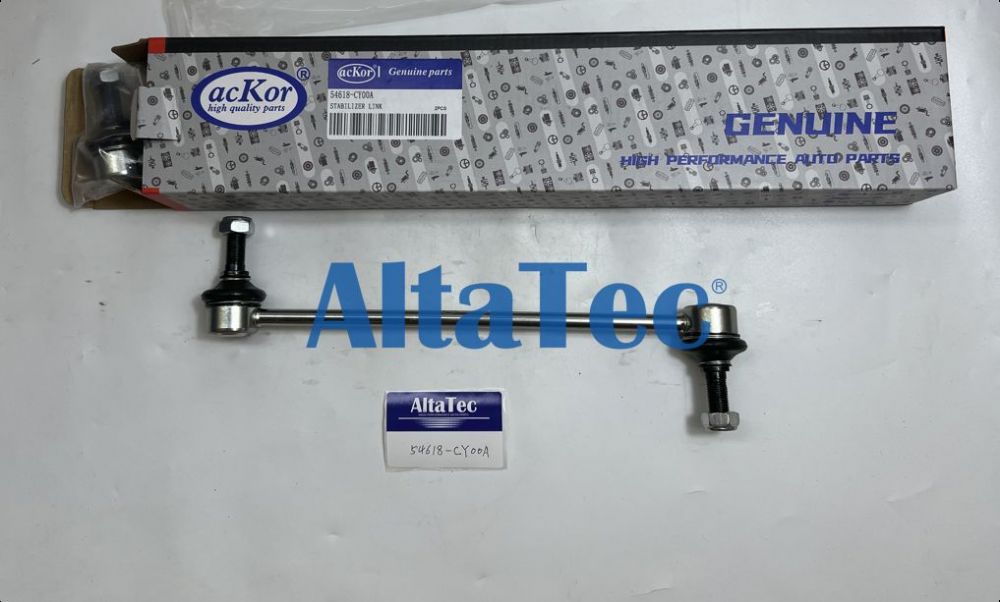 acKor®
high quality parts
acKor Genuine parts
54618-CY00A
STABILIZER LINK 2PCS
GENUINE
HIGH PERFORMANCE AUTO PARTS
AltaTec®
AltaTec
54618-CY00A